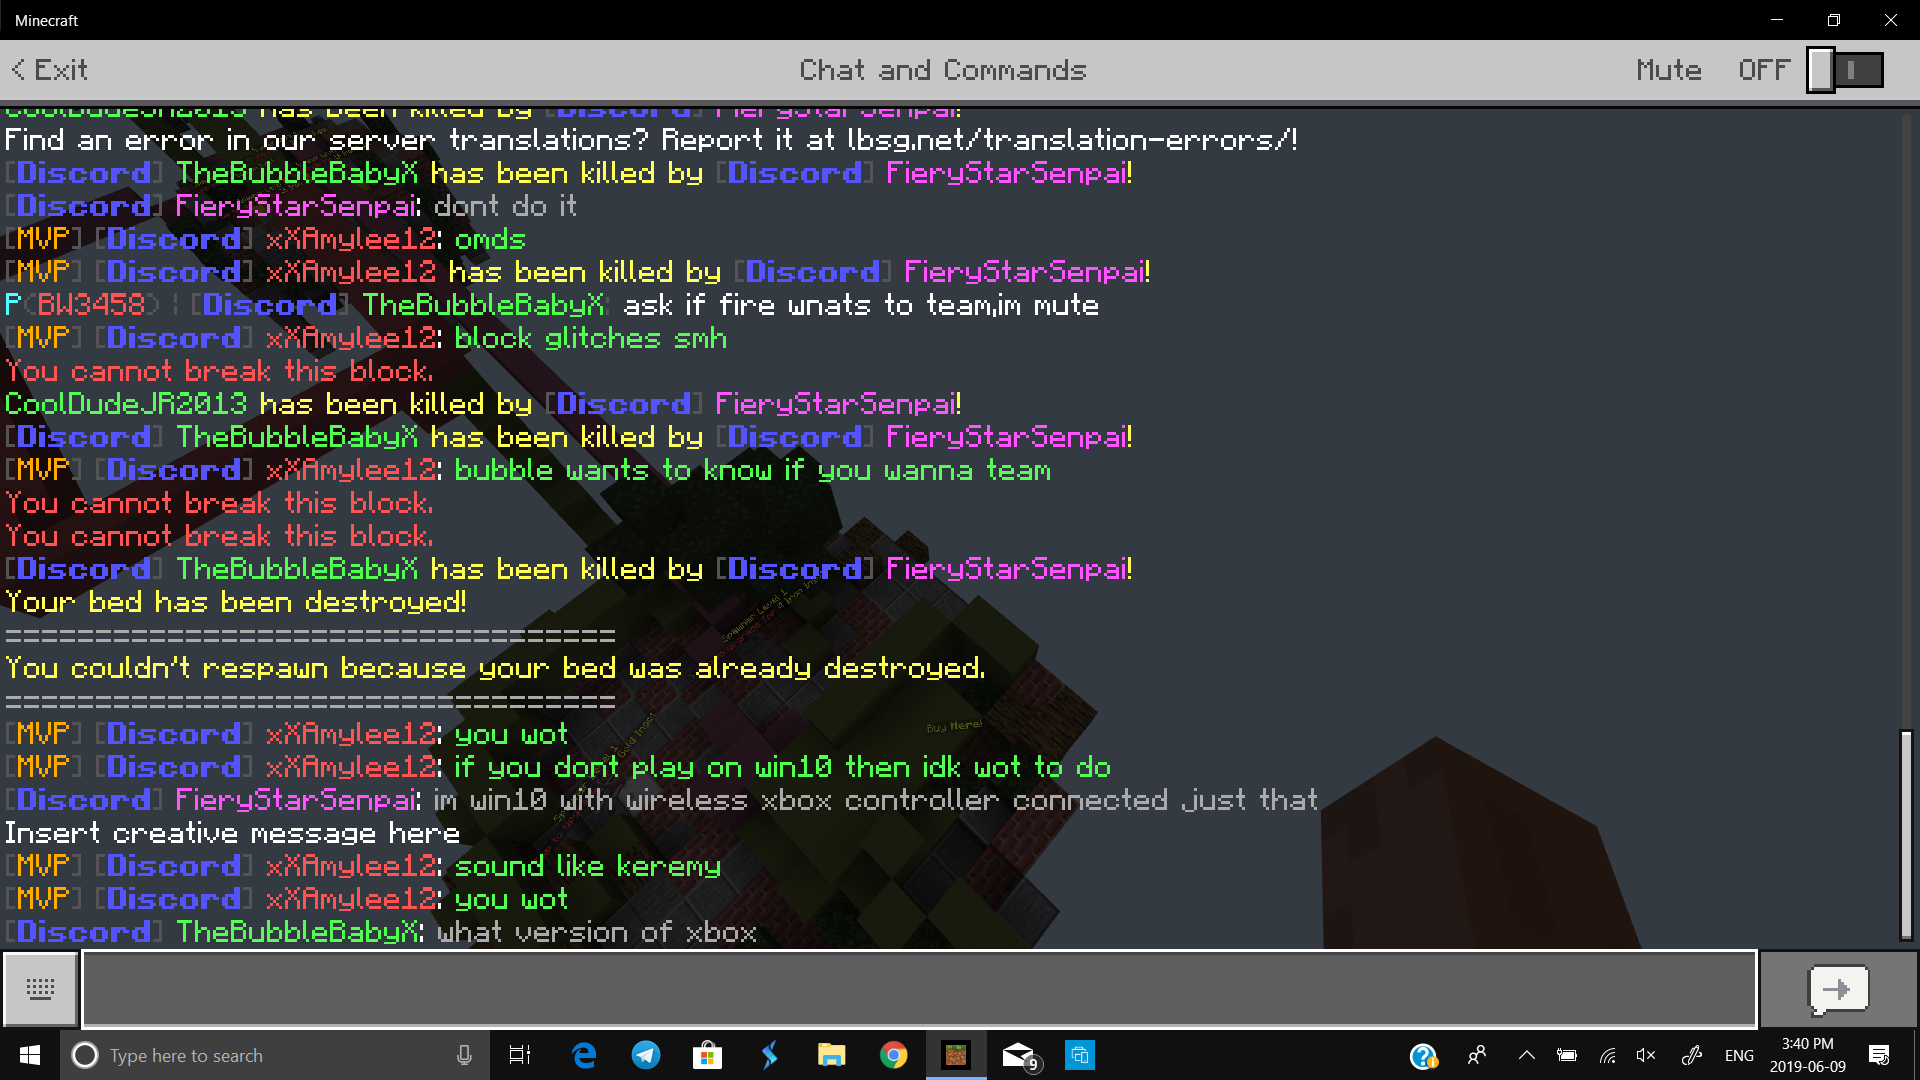 Minecraft
< Exit
Chat and Commands
Mute OFF
CoolDudeJR2013 has been killed by [Discord] FieryStarSenpai!
Find an error in our server translations? Report it at lbsg.net/translation-errors/!
[Discord] TheBubbleBabyX has been killed by [Discord] FieryStarSenpai!
[Discord] FieryStarSenpai: dont do it
[MVP] [Discord] xXAmylee12: omds
[MVP] [Discord] xXAmylee12 has been killed by [Discord] FieryStarSenpai!
P(BW3458) | [Discord] TheBubbleBabyX: ask if fire wnats to team,im mute
[MVP] [Discord] xXAmylee12: block glitches smh
You cannot break this block.
CoolDudeJR2013 has been killed by [Discord] FieryStarSenpai!
[Discord] TheBubbleBabyX has been killed by [Discord] FieryStarSenpai!
[MVP] [Discord] xXAmylee12: bubble wants to know if you wanna team
You cannot break this block.
You cannot break this block.
[Discord] TheBubbleBabyX has been killed by [Discord] FieryStarSenpai!
Your bed has been destroyed!
===================================
You couldn't respawn because your bed was already destroyed.
===================================
[MVP] [Discord] xXAmylee12: you wot
[MVP] [Discord] xXAmylee12: if you dont play on win10 then idk wot to do
[Discord] FieryStarSenpai: im win10 with wireless xbox controller connected ,just that
Insert creative message here
[MVP] [Discord] xXAmylee12: sound like keremy
[MVP] [Discord] xXAmylee12: you wot
[Discord] TheBubbleBabyX: what version of xbox
Spawner Level 1
Buy Here!
Type here to search
9
ENG
3:40 PM
2019-06-09